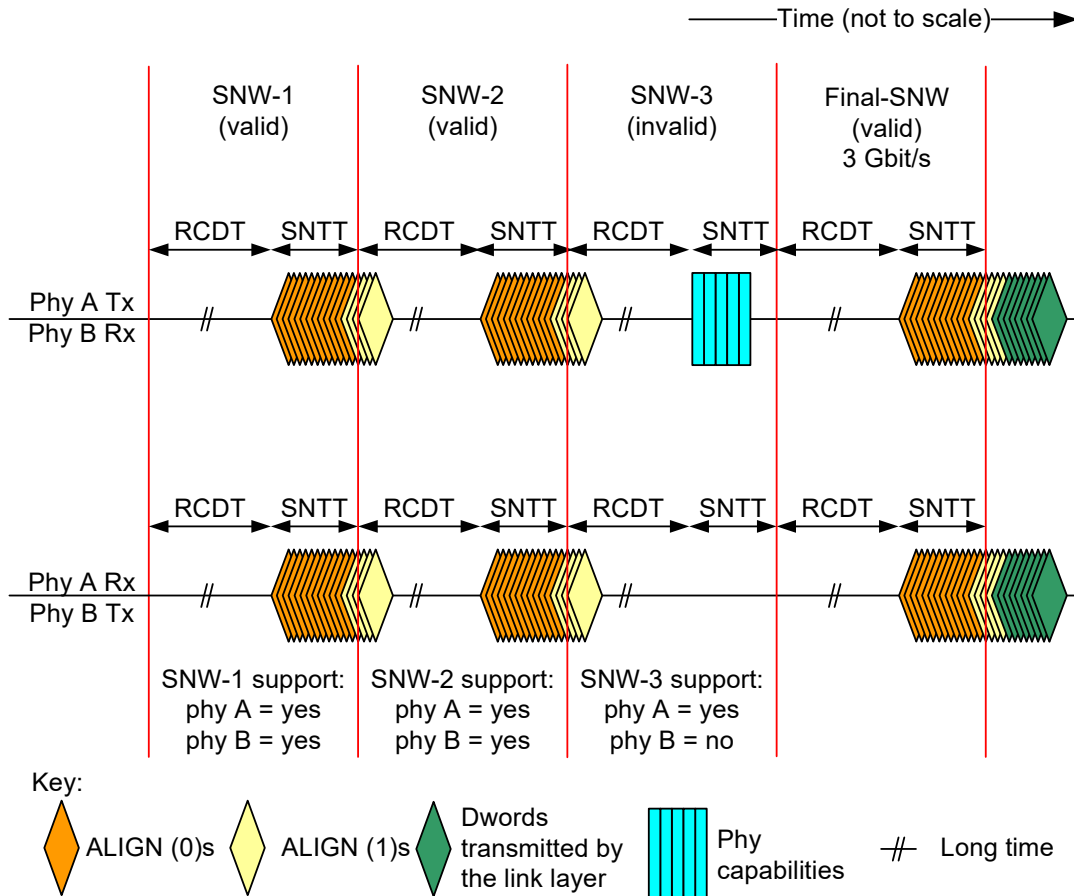 Time (not to scale)
SNW-1
(valid)
SNW-2
(valid)
SNW-3
(invalid)
Final-SNW
(valid)
3 Gbit/s
RCDT SNTT RCDT SNTT RCDT SNTT RCDT SNTT
Phy A Tx
Phy B Rx
RCDT SNTT RCDT SNTT RCDT SNTT RCDT SNTT
Phy A Rx
Phy B Tx
SNW-1 support:
phy A = yes
phy B = yes
SNW-2 support:
phy A = yes
phy B = yes
SNW-3 support:
phy A = yes
phy B = no
Key:
ALIGN (0)s
ALIGN (1)s
Dwords
transmitted by
the link layer
Phy
capabilities
Long time